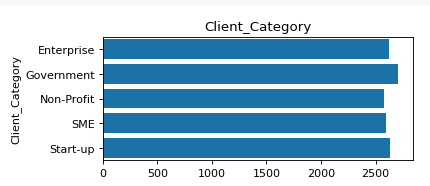 Client_Category
Client_Category
Enterprise
Government
Non-Profit
SME
Start-up
0 500 1000 1500 2000 2500